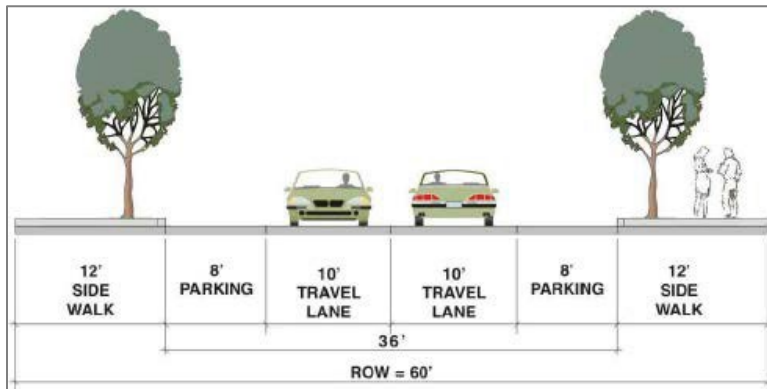 12'
SIDE
WALK
8'
PARKING
10'
TRAVEL
LANE
10'
TRAVEL
LANE
8'
PARKING
12'
SIDE
WALK
36'
ROW = 60'